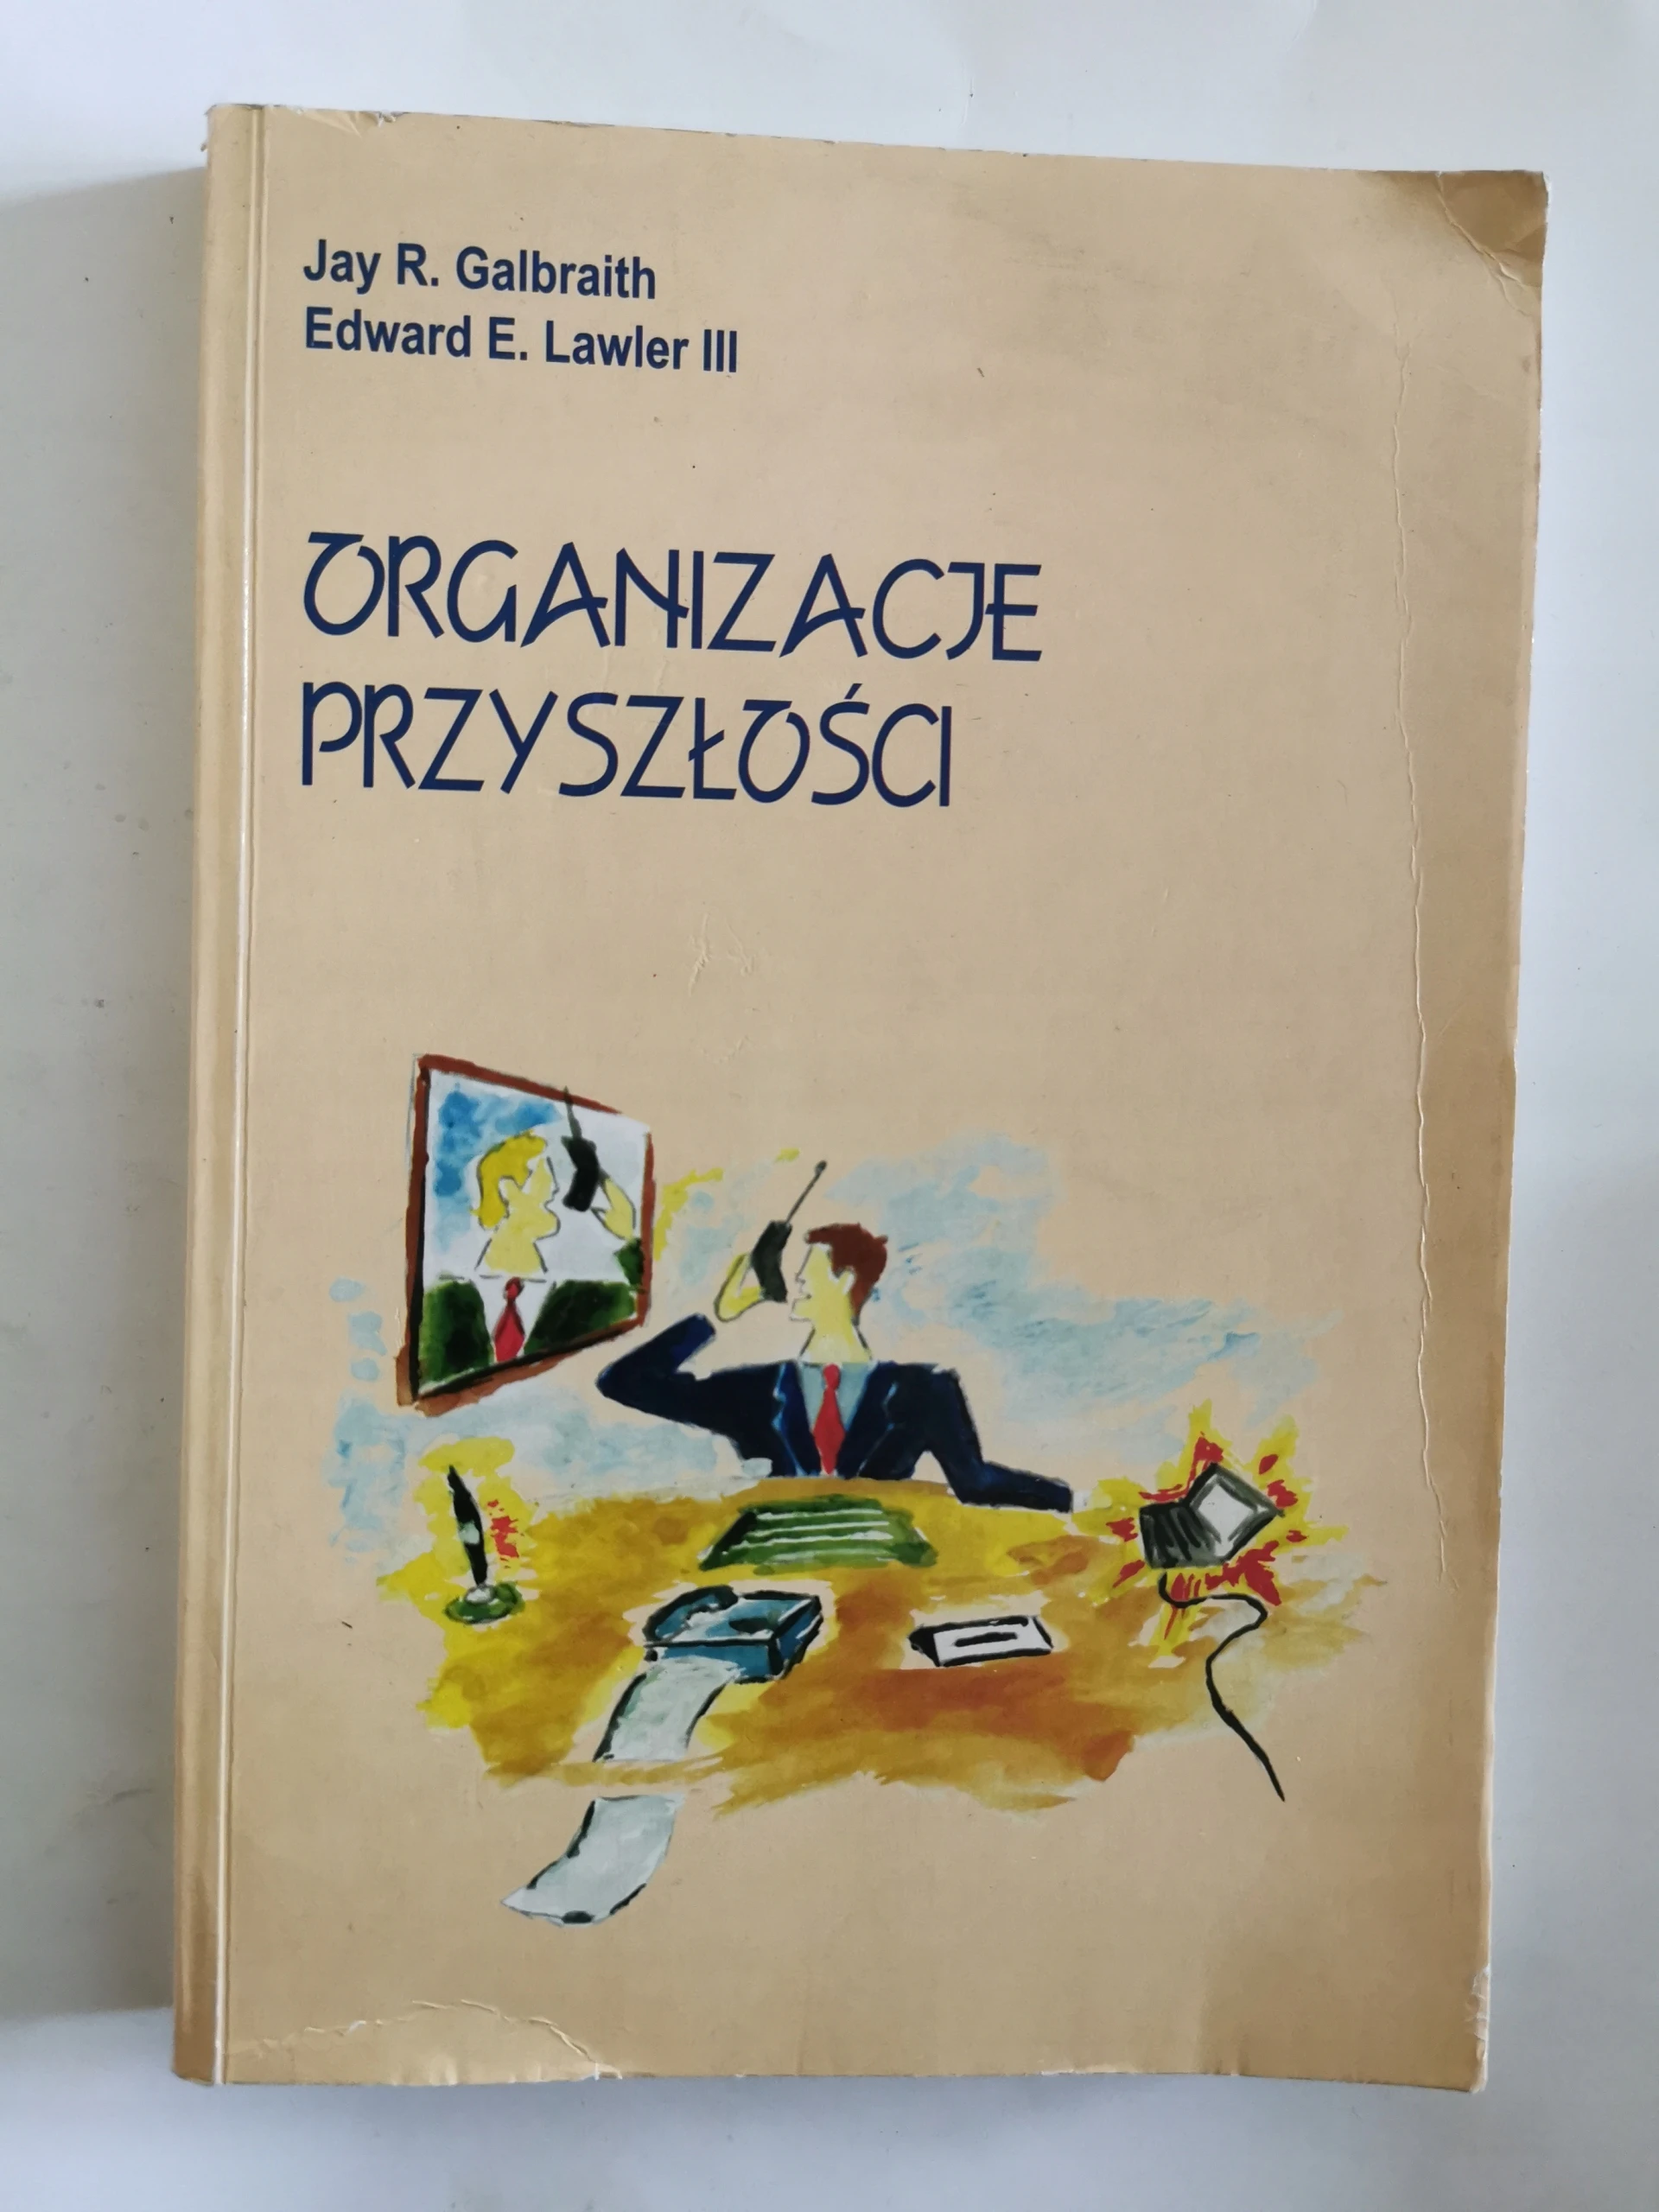 Jay R. Galbraith
Edward E. Lawler III
ORGANIZACJE
PRZYSZŁOŚCI